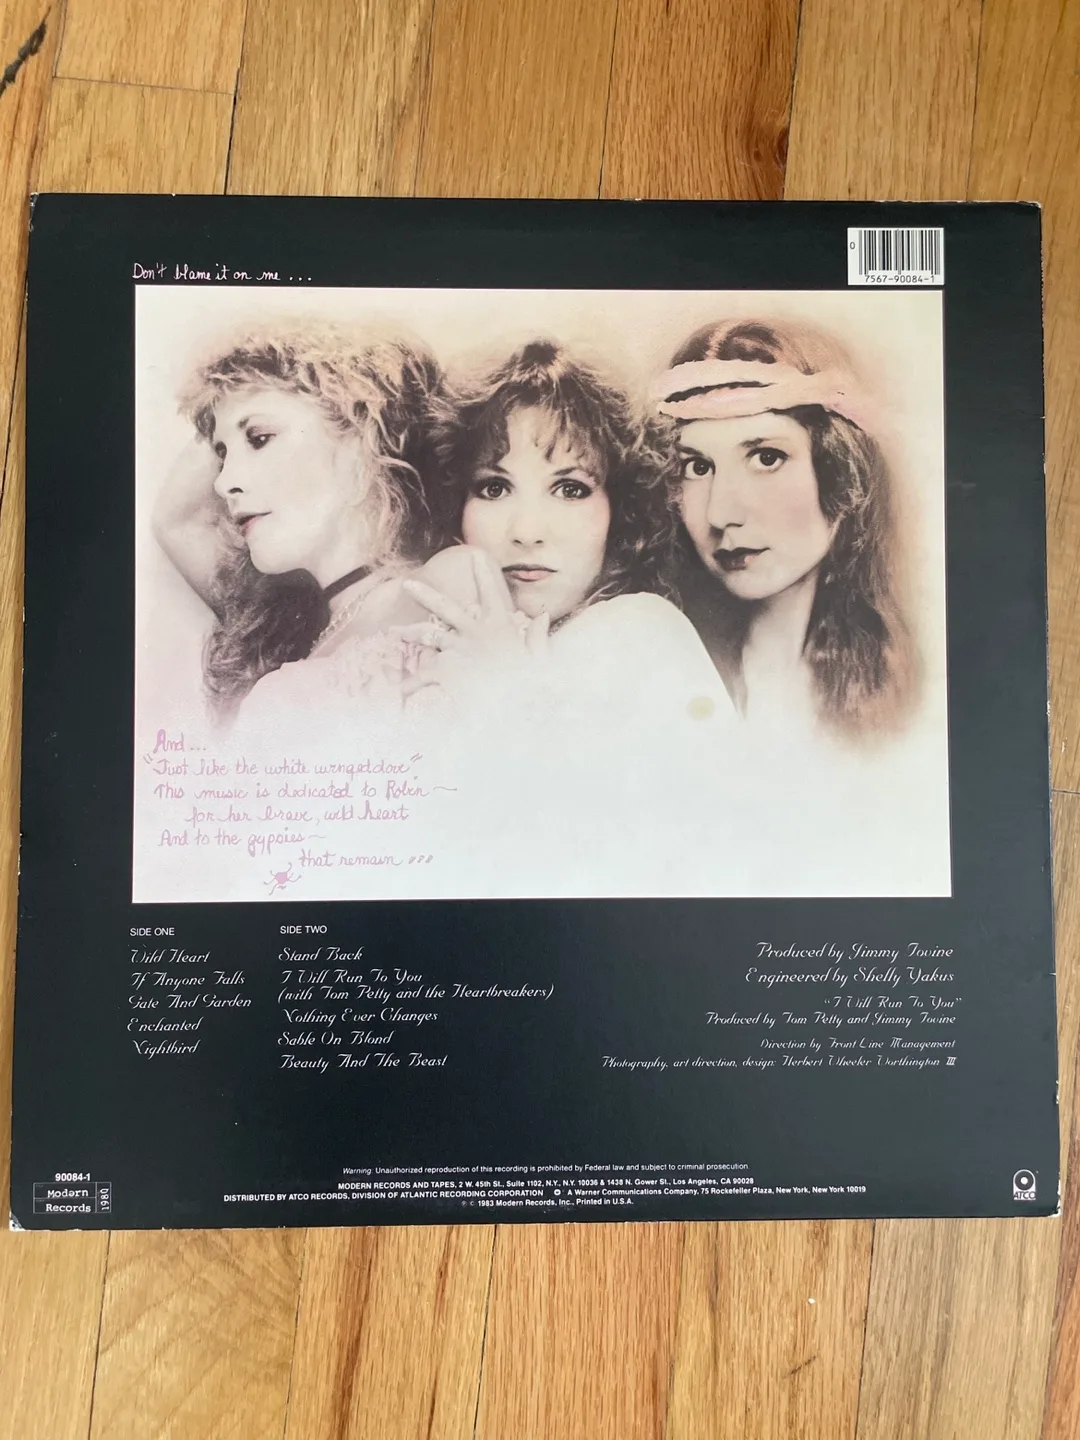 Don't blame it on me ...
0
7567-90084-1
And...
"Just like the white winged dove"
This music is dedicated to Robin ~
for her brave, wild heart
And to the gypsies ~
that remain ...
SIDE ONE
Wild Heart
If Anyone Falls
Gate And Garden
Enchanted
Nightbird
SIDE TWO
Stand Back
I Will Run To You
(with Tom Petty and the Heartbreakers)
Nothing Ever Changes
Sable On Blond
Beauty And The Beast
Produced by Jimmy Iovine
Engineered by Shelly Yakus
"I Will Run To You"
Produced by Tom Petty and Jimmy Iovine
Direction by Front Line Management
Photography, art direction, design: Herbert Wheeler Worthington III
Warning: Unauthorized reproduction of this recording is prohibited by Federal law and subject to criminal prosecution.
MODERN RECORDS AND TAPES, 2 W. 45th St., Suite 1102, N.Y., N.Y. 10036 & 1438 N. Gower St., Los Angeles, CA 90028
DISTRIBUTED BY ATCO RECORDS, DIVISION OF ATLANTIC RECORDING CORPORATION A Warner Communications Company, 75 Rockefeller Plaza, New York, New York 10019
℗ © 1983 Modern Records, Inc., Printed in U.S.A.
90084-1
Modern
Records
1980
ATCO